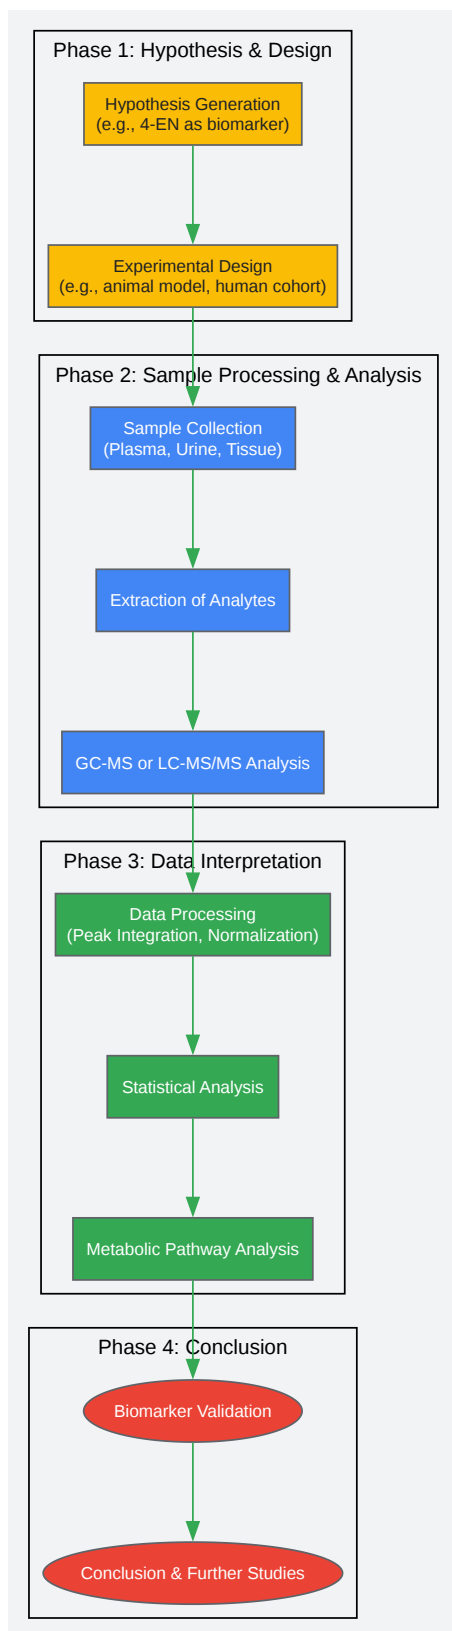 Phase 1: Hypothesis & Design
Hypothesis Generation
(e.g., 4-EN as biomarker)
Experimental Design
(e.g., animal model, human cohort)
Phase 2: Sample Processing & Analysis
Sample Collection
(Plasma, Urine, Tissue)
Extraction of Analytes
GC-MS or LC-MS/MS Analysis
Phase 3: Data Interpretation
Data Processing
(Peak Integration, Normalization)
Statistical Analysis
Metabolic Pathway Analysis
Phase 4: Conclusion
Biomarker Validation
Conclusion & Further Studies